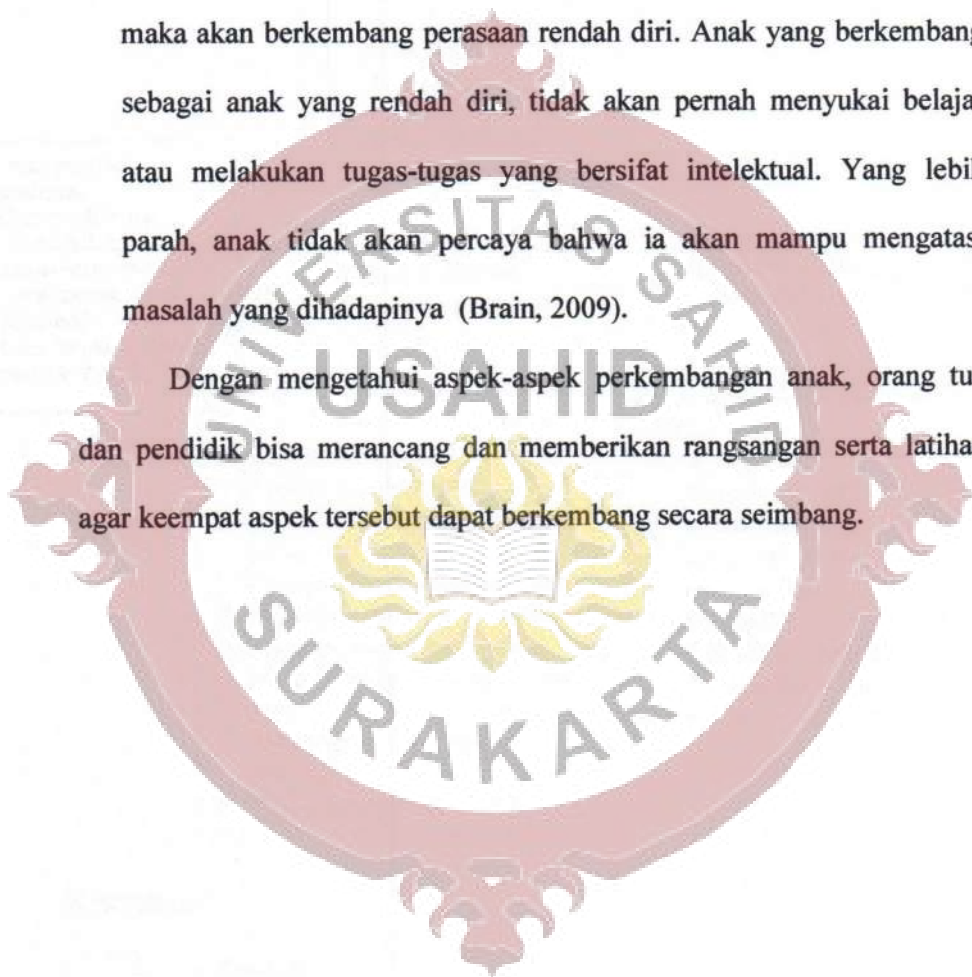 maka akan berkembang perasaan rendah diri. Anak yang berkembang
sebagai anak yang rendah diri, tidak akan pernah menyukai belaja
atau melakukan tugas-tugas yang bersifat intelektual. Yang lebi
parah, anak tidak akan percaya bahwa ia akan mampu mengatas
masalah yang dihadapinya (Brain, 2009).
Dengan mengetahui aspek-aspek perkembangan anak, orang tu
dan pendidik bisa merancang dan memberikan rangsangan serta latiha
agar keempat aspek tersebut dapat berkembang secara seimbang.
UNIVERSITAS SAHID
USAHID
SURAKARTA